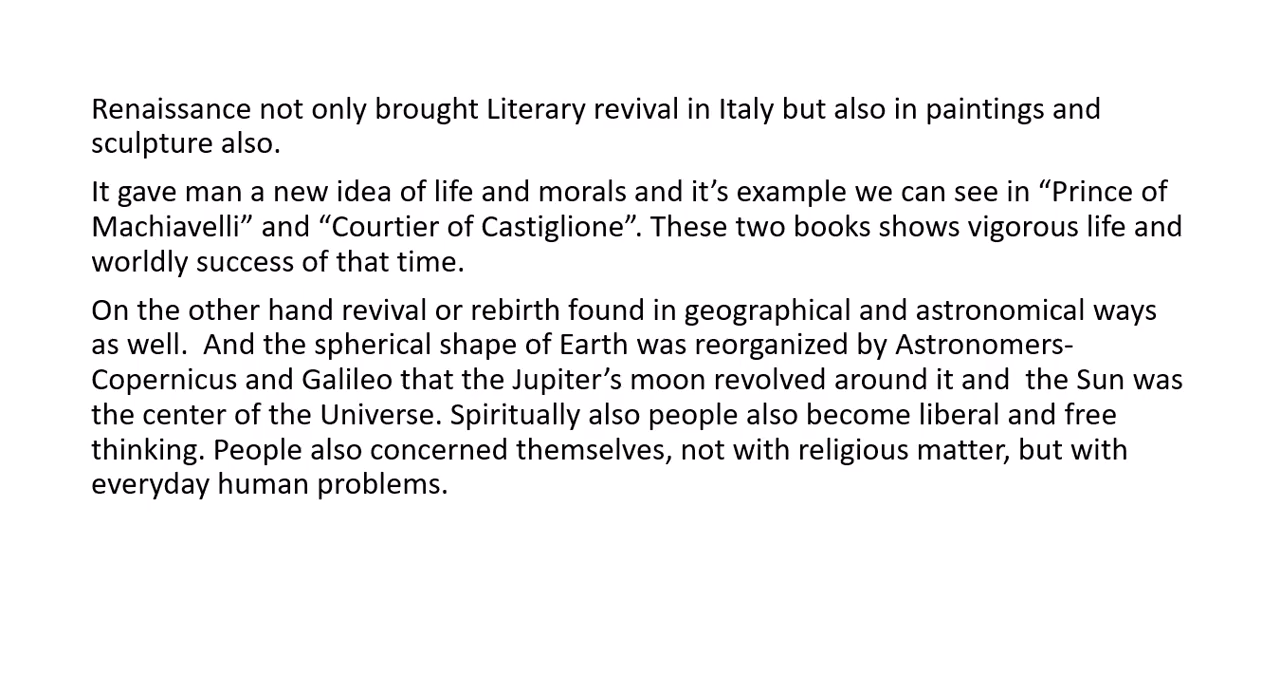 Renaissance not only brought Literary revival in Italy but also in paintings and
sculpture also.
It gave man a new idea of life and morals and it’s example we can see in “Prince of
Machiavelli” and “Courtier of Castiglione”. These two books shows vigorous life and
worldly success of that time.
On the other hand revival or rebirth found in geographical and astronomical ways
as well.  And the spherical shape of Earth was reorganized by Astronomers-
Copernicus and Galileo that the Jupiter’s moon revolved around it and  the Sun was
the center of the Universe. Spiritually also people also become liberal and free
thinking. People also concerned themselves, not with religious matter, but with
everyday human problems.